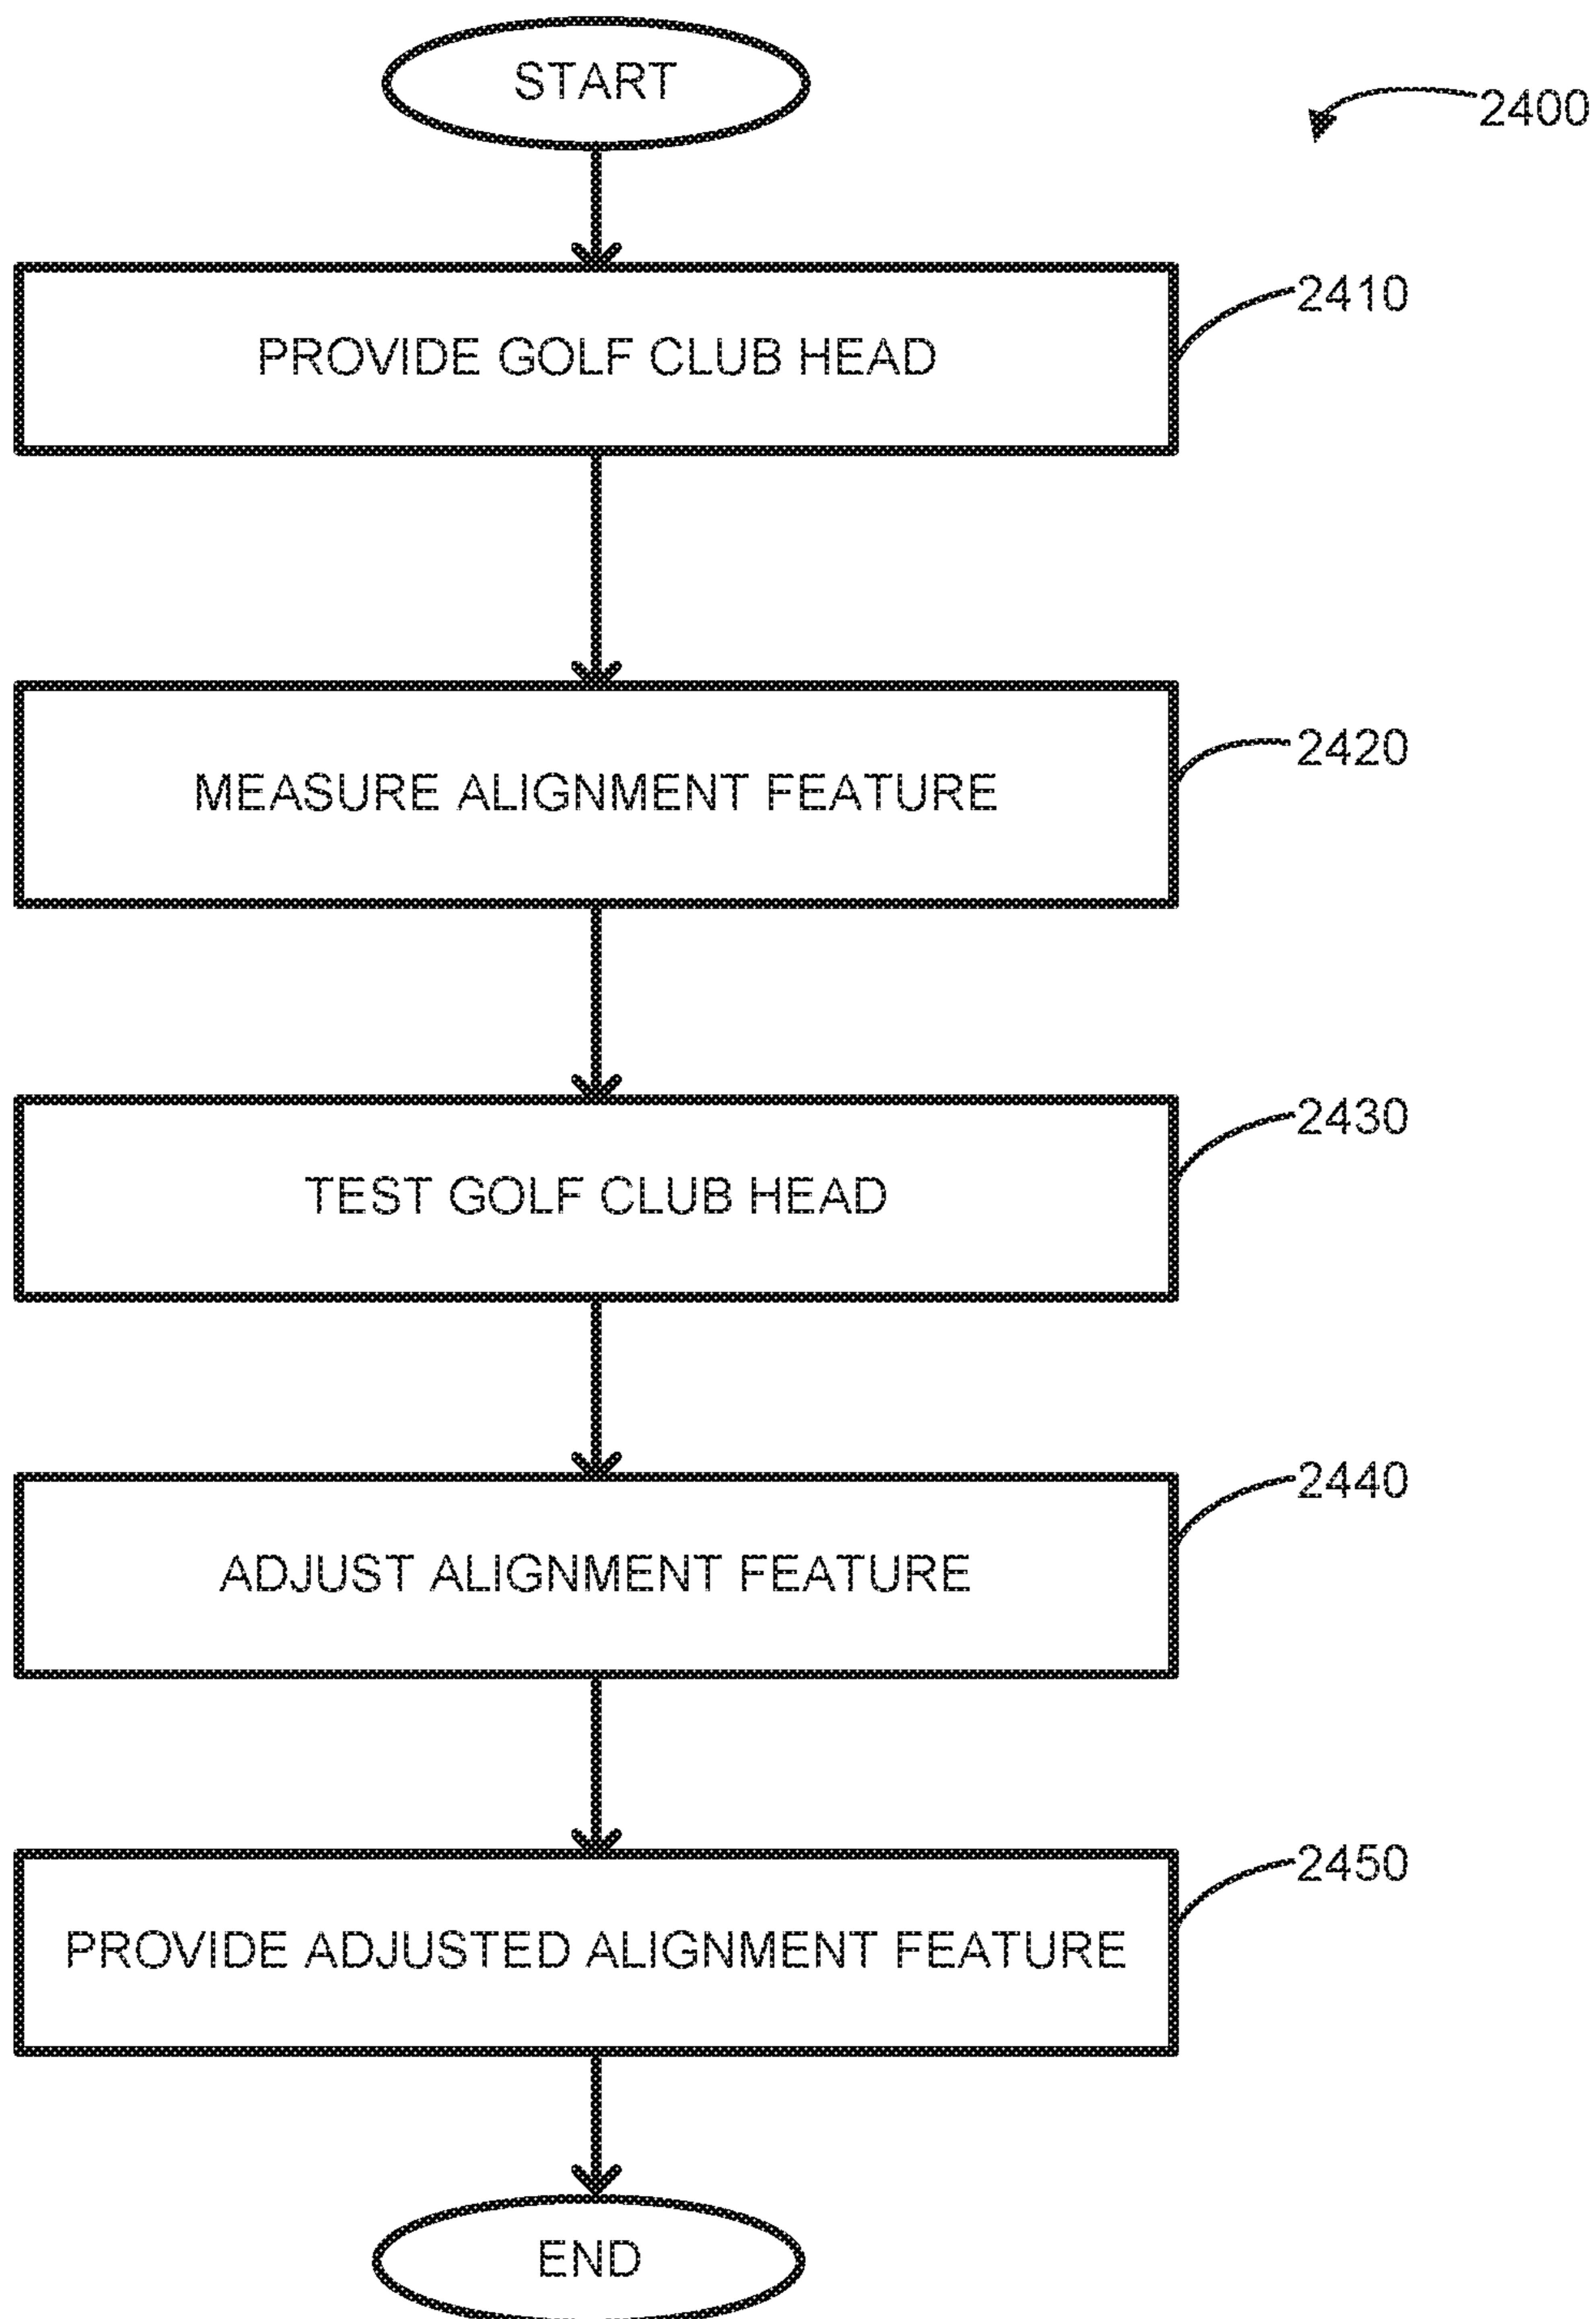 START
2400
PROVIDE GOLF CLUB HEAD
2410
MEASURE ALIGNMENT FEATURE
2420
TEST GOLF CLUB HEAD
2430
ADJUST ALIGNMENT FEATURE
2440
PROVIDE ADJUSTED ALIGNMENT FEATURE
2450
END